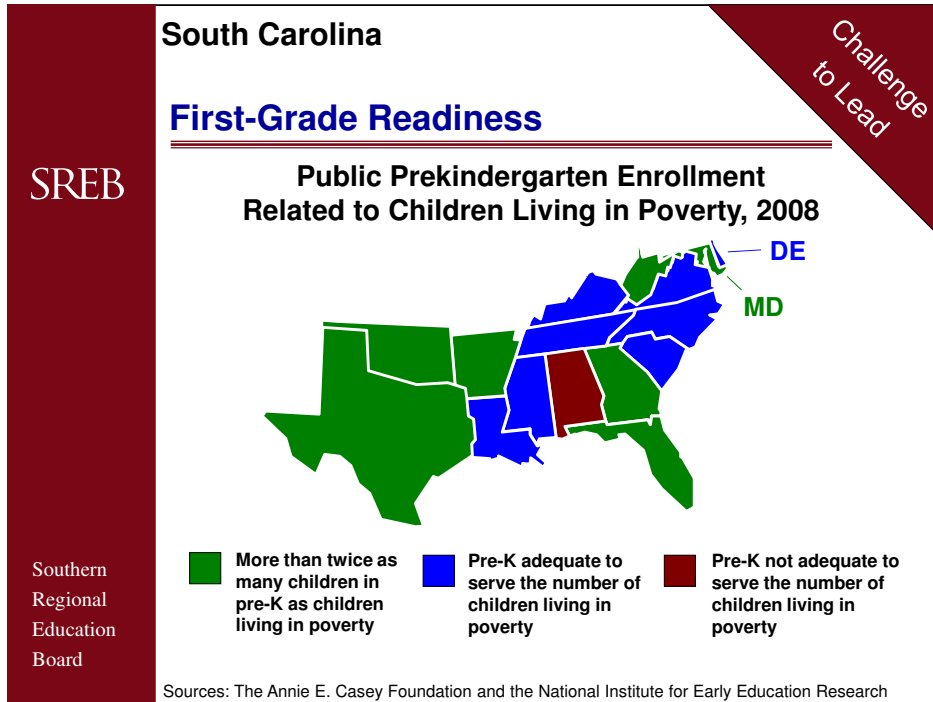 South Carolina
Challenge
to Lead
First-Grade Readiness
SREB
Public Prekindergarten Enrollment
Related to Children Living in Poverty, 2008
DE
MD
More than twice as
many children in
pre-K as children
living in poverty
Pre-K adequate to
serve the number of
children living in
poverty
Pre-K not adequate to
serve the number of
children living in
poverty
Southern
Regional
Education
Board
Sources: The Annie E. Casey Foundation and the National Institute for Early Education Research